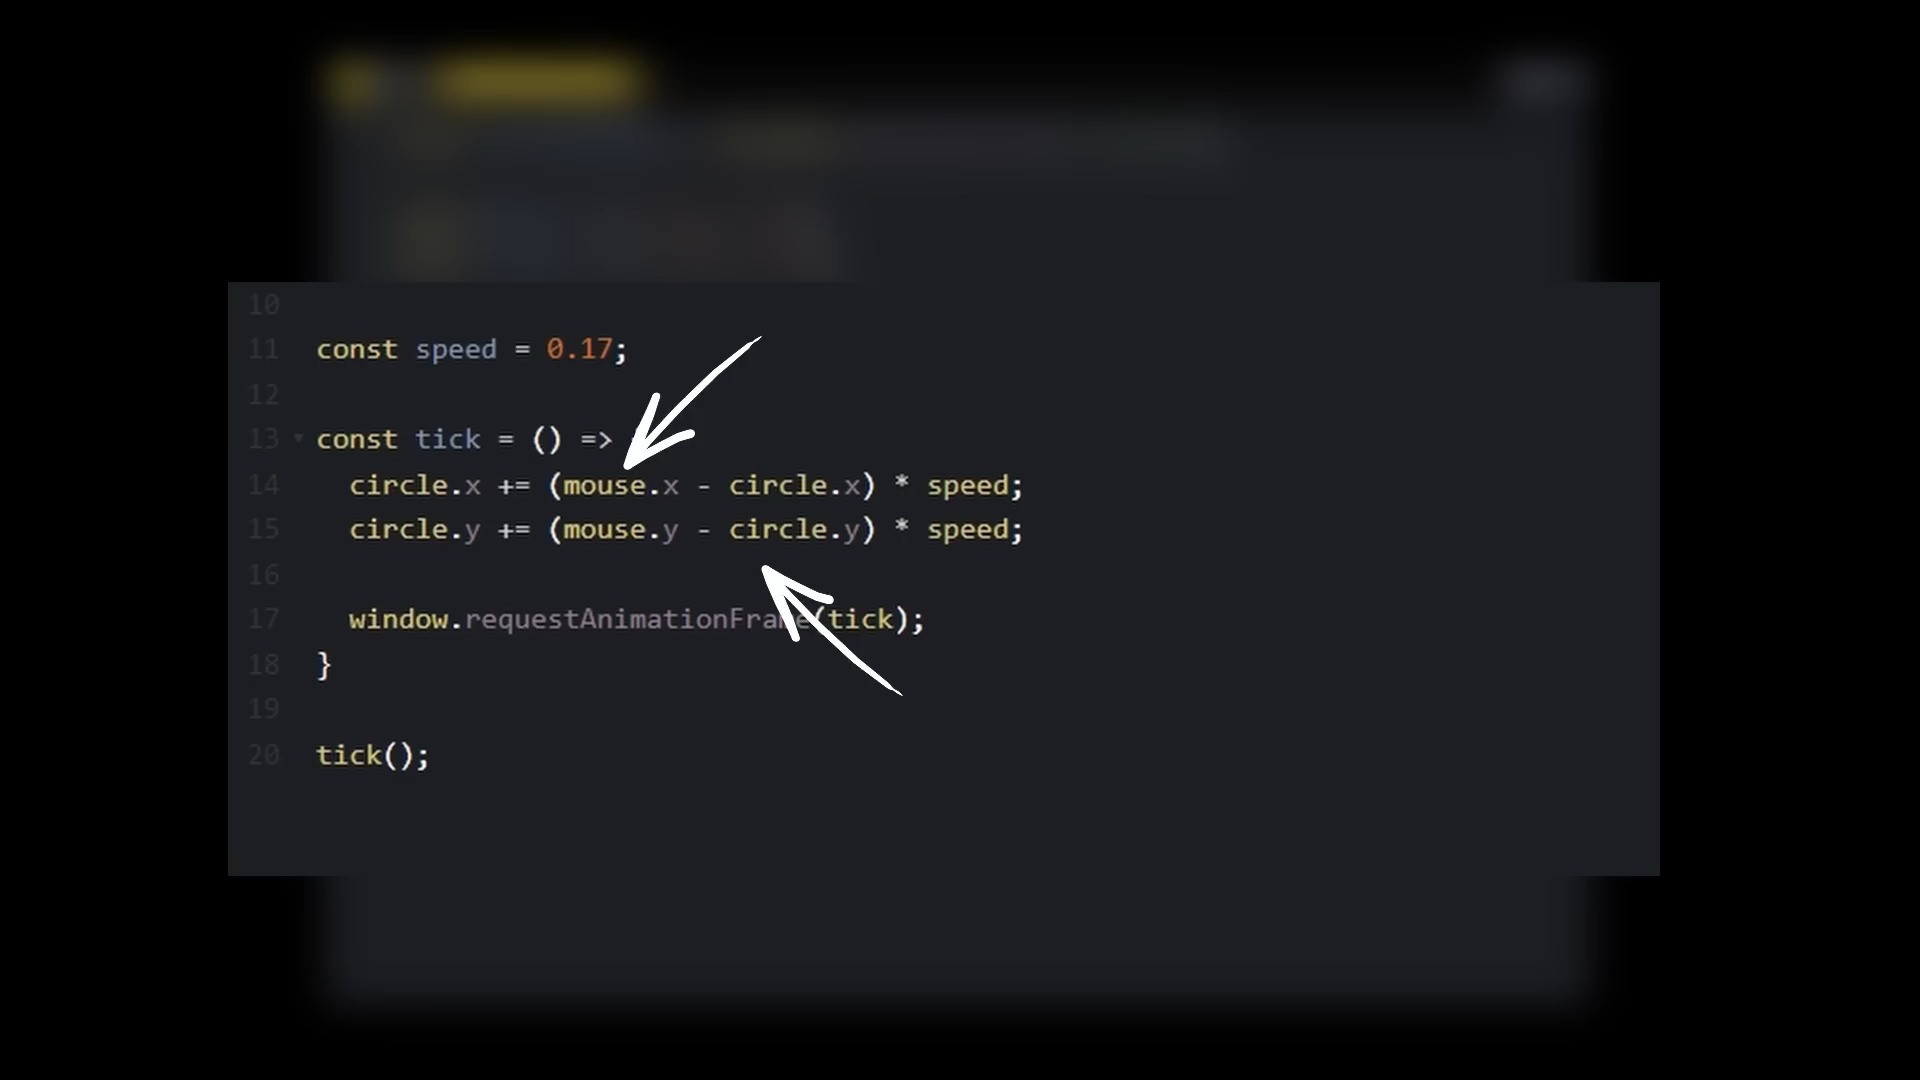 10
11 const speed = 0.17;
12
13 const tick = () =>
14 circle.x += (mouse.x - circle.x) * speed;
15 circle.y += (mouse.y - circle.y) * speed;
16
17 window.requestAnimationFrame(tick);
18 }
19
20 tick();